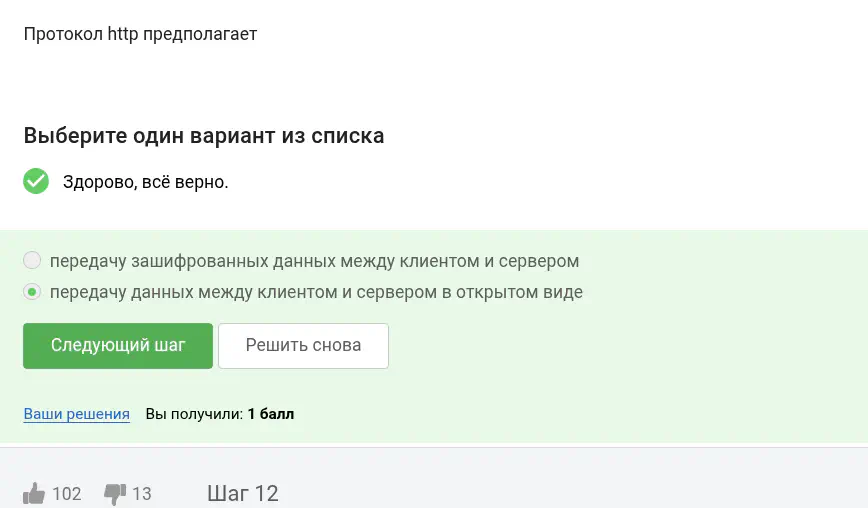 Протокол http предполагает
Выберите один вариант из списка
Здорово, всё верно.
передачу зашифрованных данных между клиентом и сервером
передачу данных между клиентом и сервером в открытом виде
Следующий шаг Решить снова
Ваши решения Вы получили: 1 балл
102 13 Шаг 12